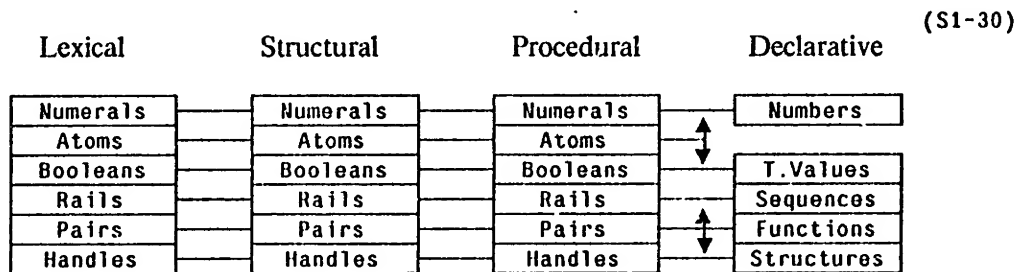 (S1-30)
Lexical Structural Procedural Declarative
Numerals Numerals Numerals Numbers
Atoms Atoms Atoms
Booleans Booleans Booleans T.Values
Rails Rails Rails Sequences
Pairs Pairs Pairs Functions
Handles Handles Handles Structures